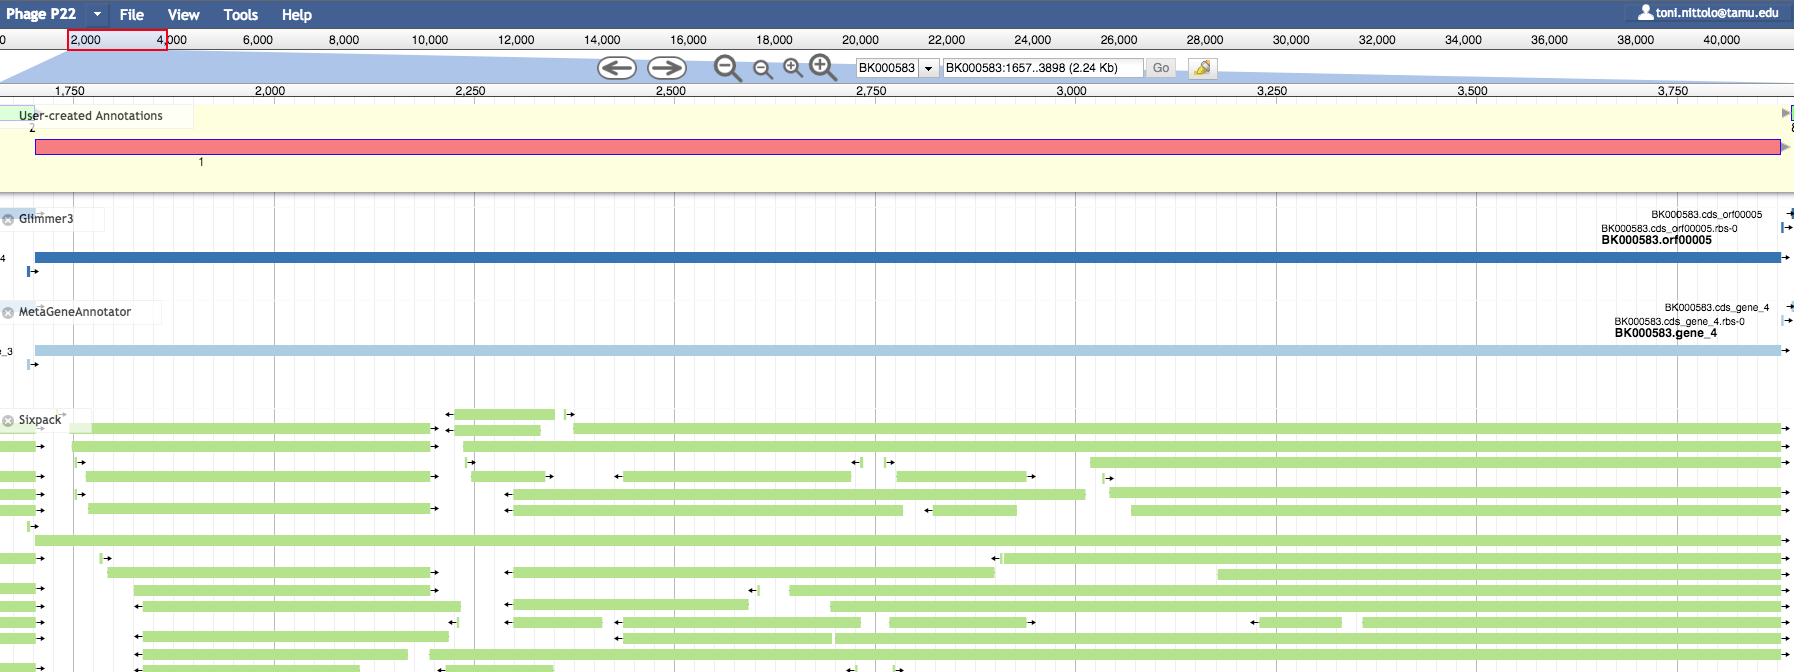 Phage P22 File View Tools Help toni.nittolo@tamu.edu
0 2,000 4,000 6,000 8,000 10,000 12,000 14,000 16,000 18,000 20,000 22,000 24,000 26,000 28,000 30,000 32,000 34,000 36,000 38,000 40,000
BK000583 BK000583:1657..3898 (2.24 Kb) Go
1,750 2,000 2,250 2,500 2,750 3,000 3,250 3,500 3,750
User-created Annotations
2 8
1
Glimmer3 BK000583.cds_orf00005
BK000583.cds_orf00005.rbs-0
BK000583.orf00005
4
MetaGeneAnnotator BK000583.cds_gene_4
BK000583.cds_gene_4.rbs-0
BK000583.gene_4
e_3
Sixpack